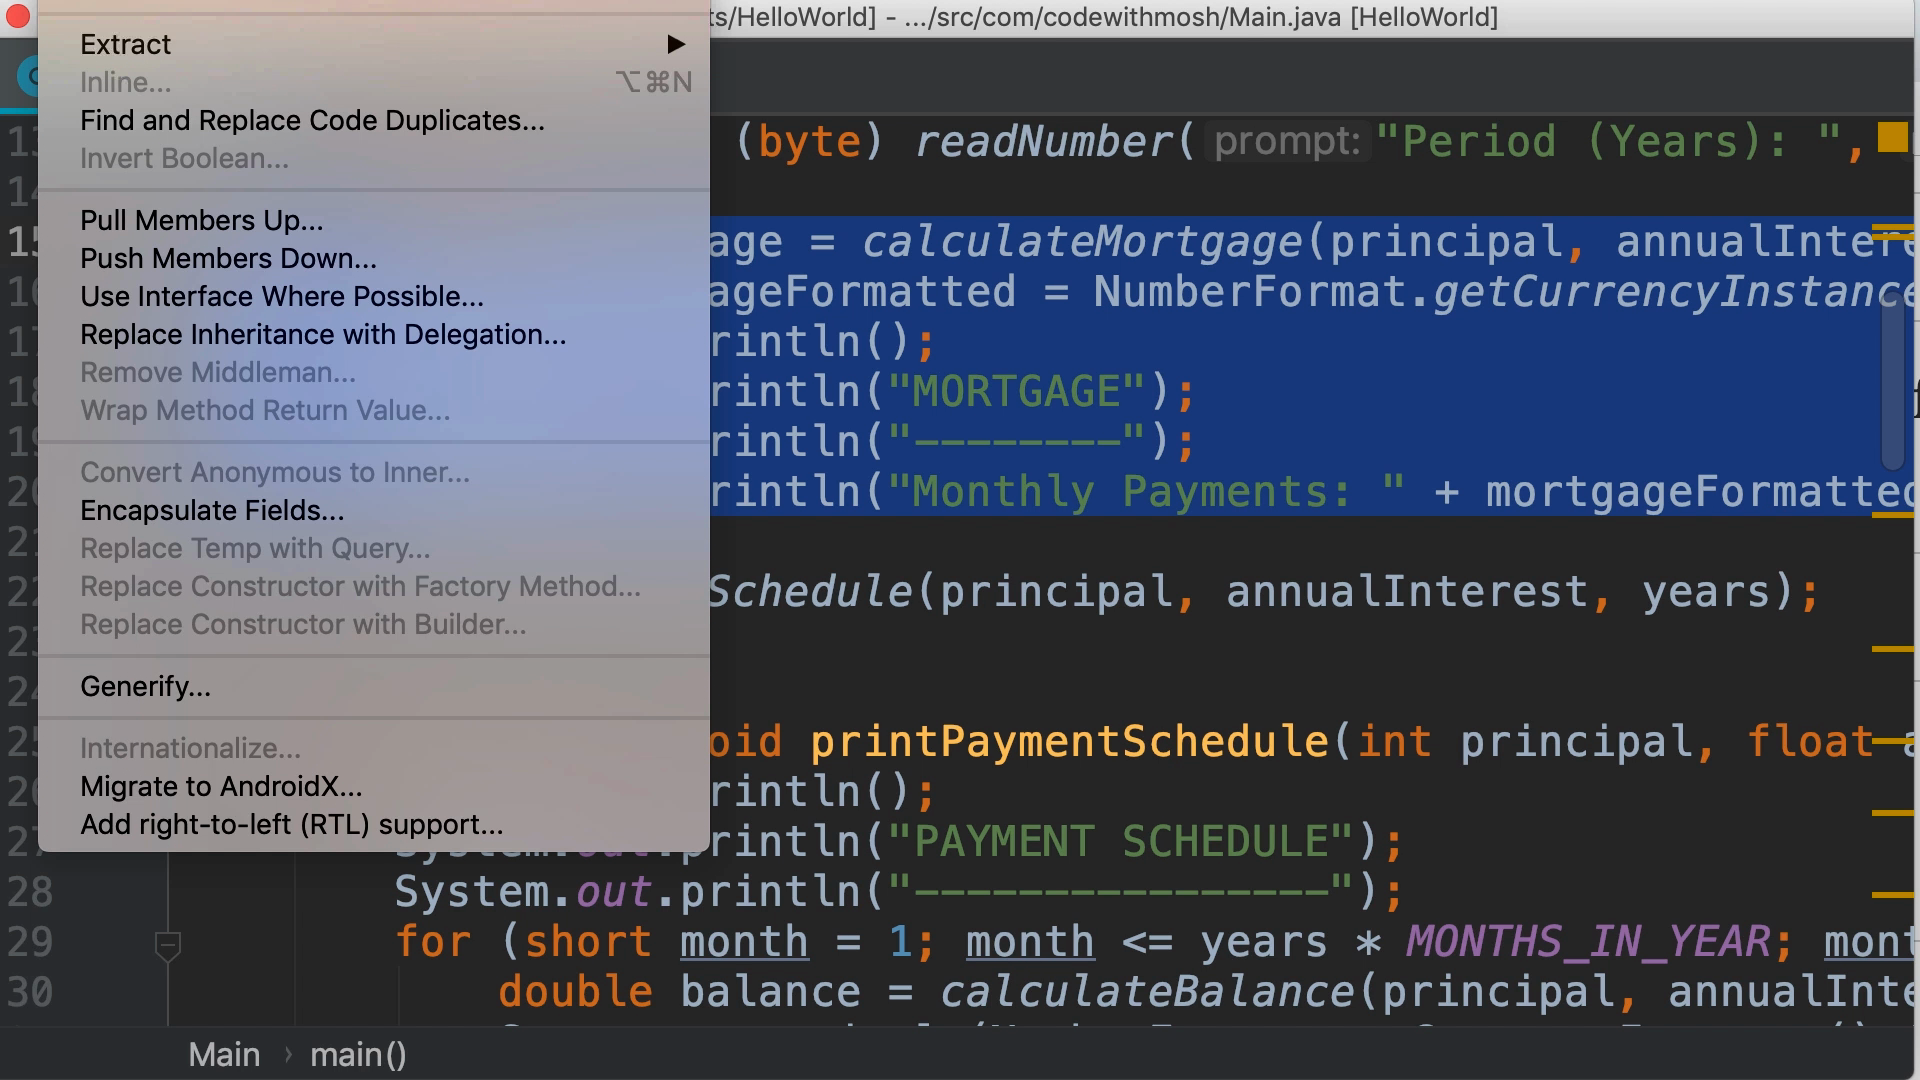 ts/HelloWorld] - .../src/com/codewithmosh/Main.java [HelloWorld]
Extract
Inline... ⌥⌘N
Find and Replace Code Duplicates...
Invert Boolean...
Pull Members Up...
Push Members Down...
Use Interface Where Possible...
Replace Inheritance with Delegation...
Remove Middleman...
Wrap Method Return Value...
Convert Anonymous to Inner...
Encapsulate Fields...
Replace Temp with Query...
Replace Constructor with Factory Method...
Replace Constructor with Builder...
Generify...
Internationalize...
Migrate to AndroidX...
Add right-to-left (RTL) support...
(byte) readNumber( prompt: "Period (Years): ",
age = calculateMortgage(principal, annualIntere
ageFormatted = NumberFormat.getCurrencyInstance
rintln();
rintln("MORTGAGE");
rintln("--------");
rintln("Monthly Payments: " + mortgageFormatted
Schedule(principal, annualInterest, years);
oid printPaymentSchedule(int principal, float a
rintln();
System.out.println("PAYMENT SCHEDULE");
28 System.out.println("----------------");
29 for (short month = 1; month <= years * MONTHS_IN_YEAR; mont
30 double balance = calculateBalance(principal, annualInte
Main › main()